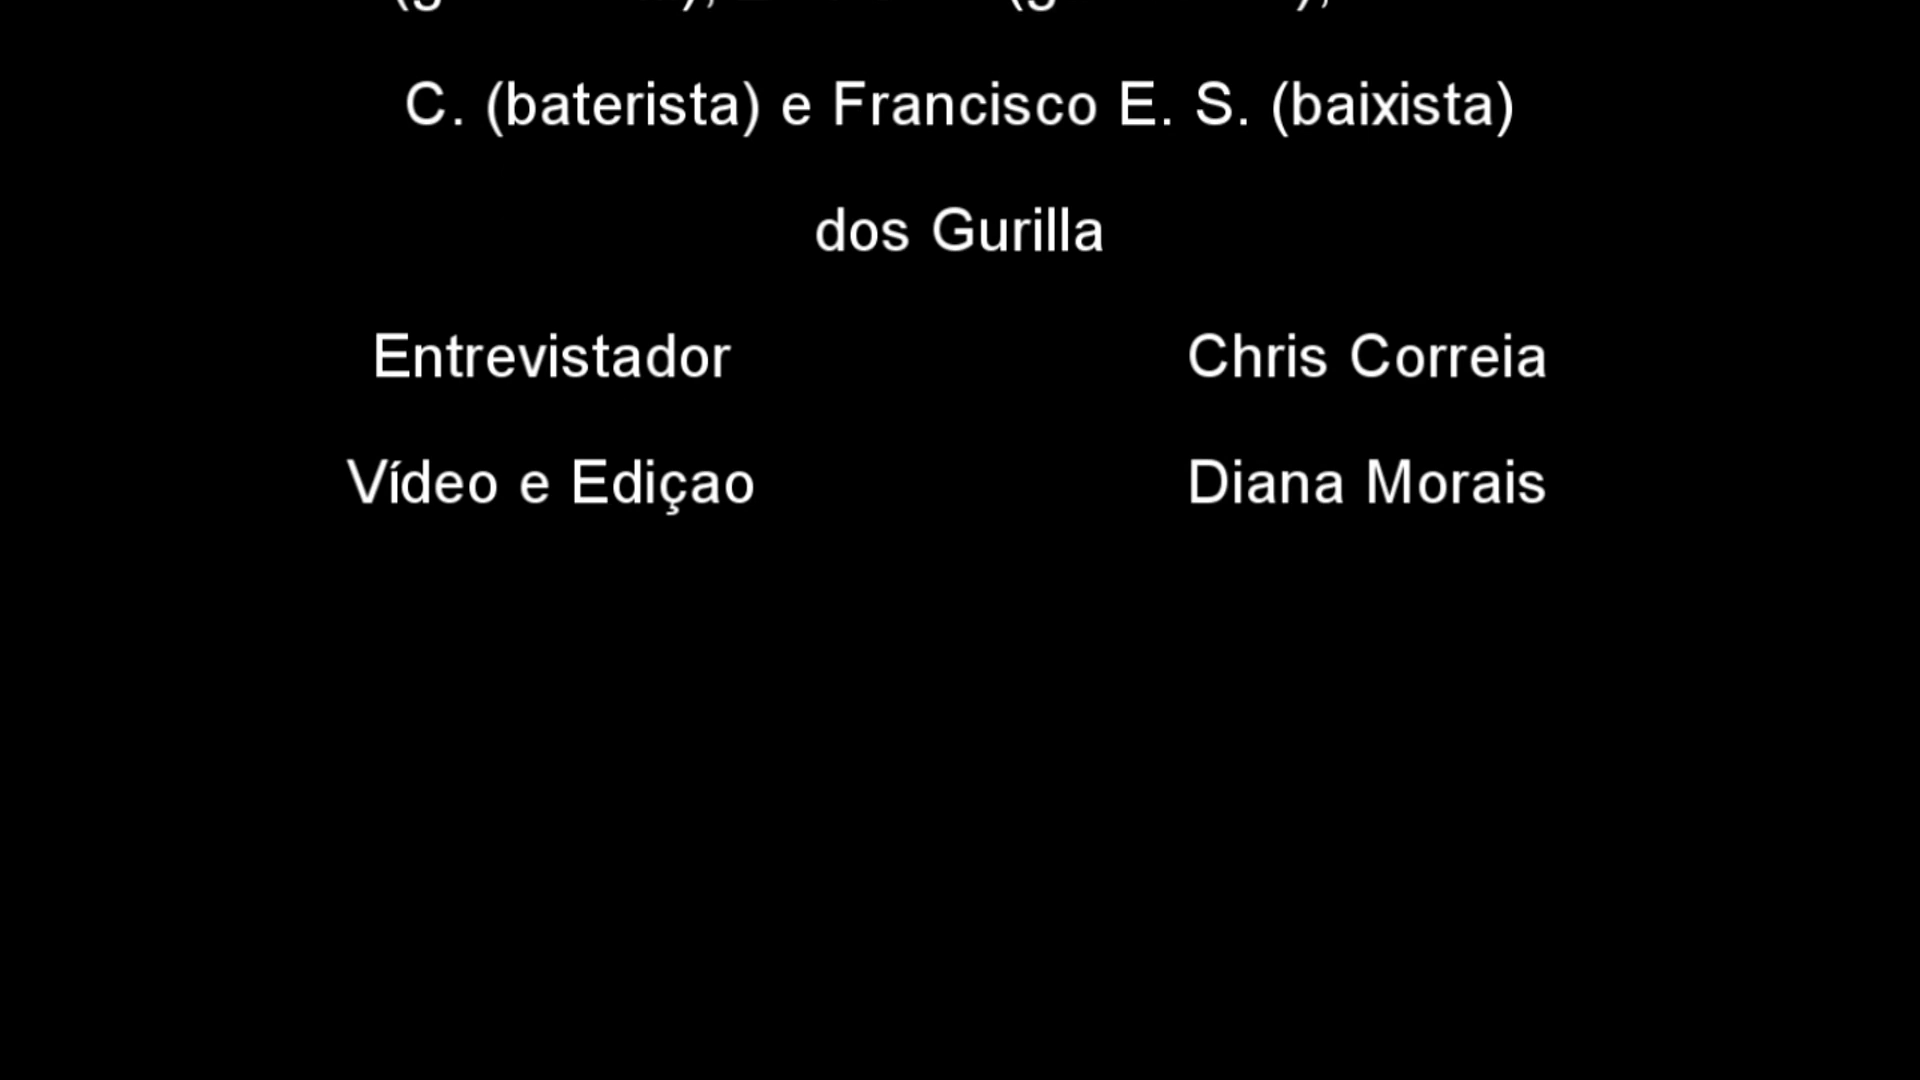 C. (baterista) e Francisco E. S. (baixista)
dos Gurilla
Entrevistador Chris Correia
Vídeo e Ediçao Diana Morais